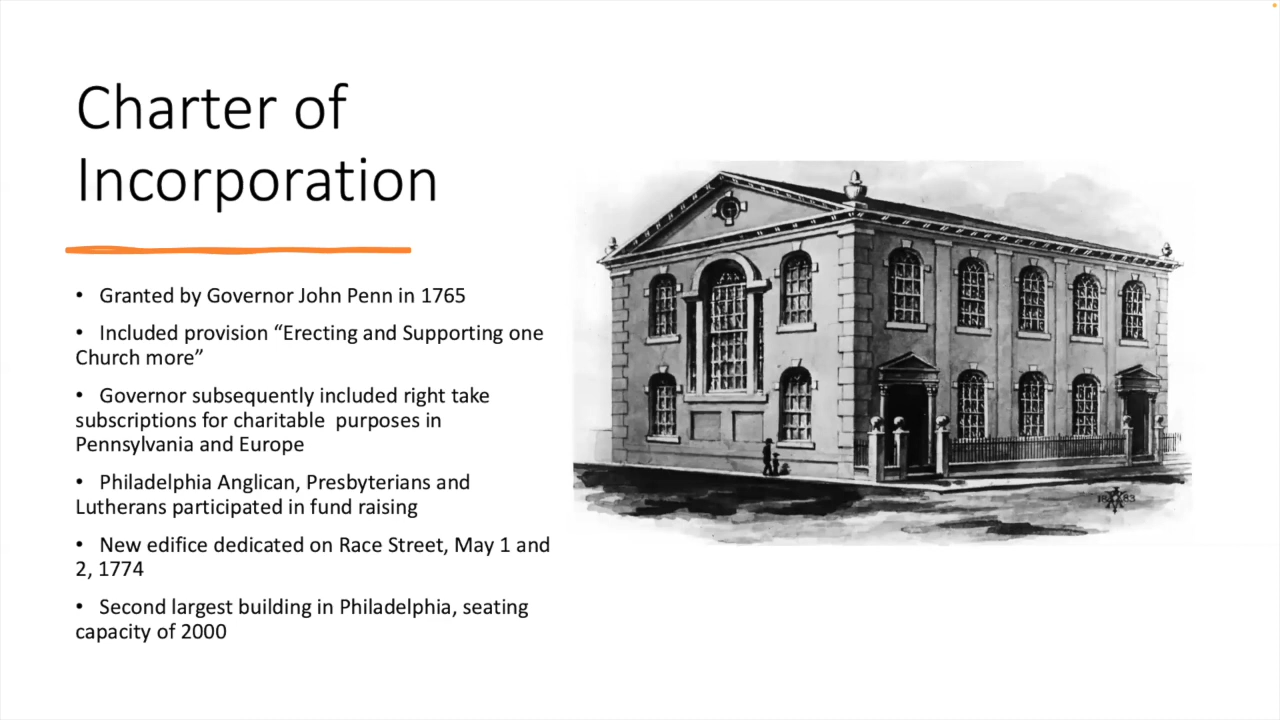 Charter of
Incorporation
• Granted by Governor John Penn in 1765
• Included provision “Erecting and Supporting one
Church more”
• Governor subsequently included right take
subscriptions for charitable  purposes in
Pennsylvania and Europe
• Philadelphia Anglican, Presbyterians and
Lutherans participated in fund raising
• New edifice dedicated on Race Street, May 1 and
2, 1774
• Second largest building in Philadelphia, seating
capacity of 2000